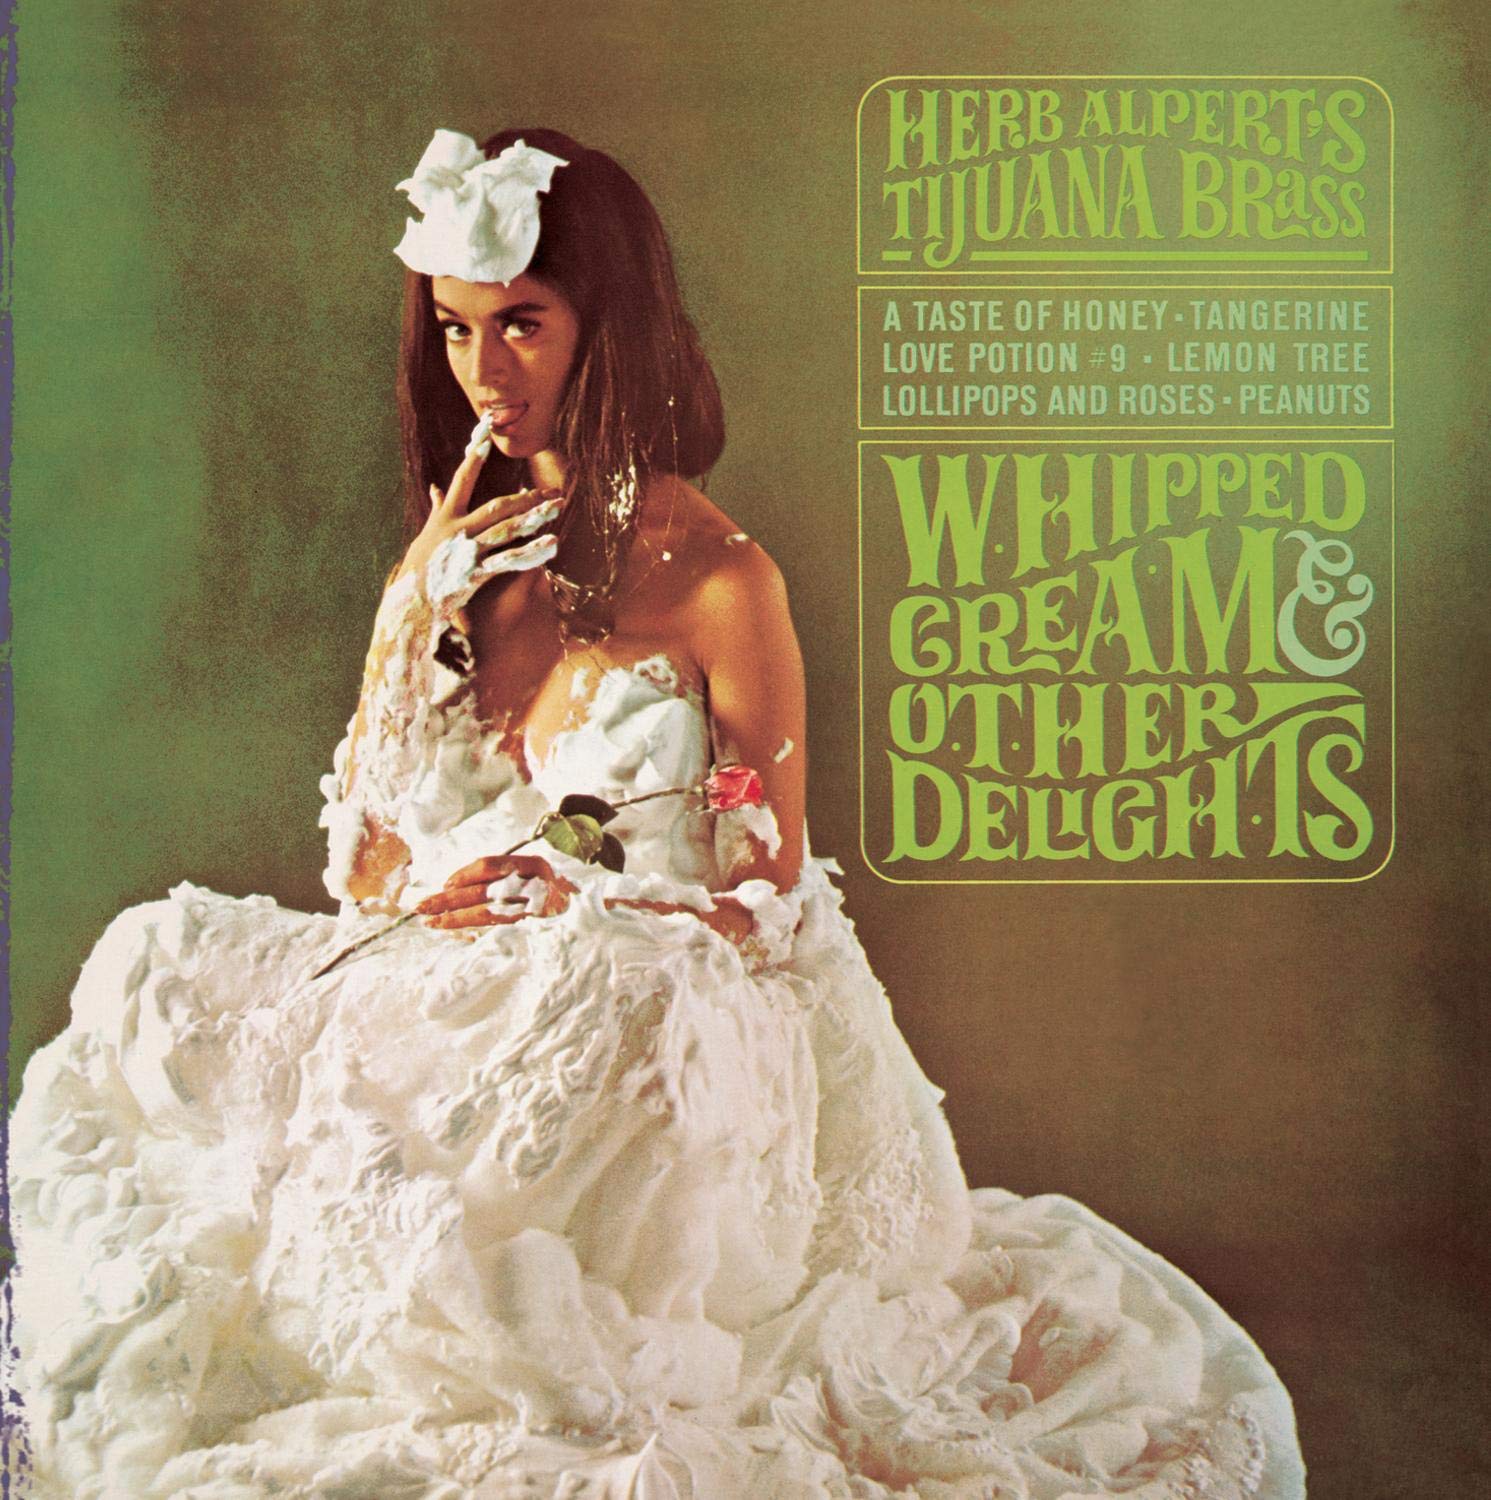 HERB ALPERT'S
TIJUANA BRass
A TASTE OF HONEY · TANGERINE
LOVE POTION #9 · LEMON TREE
LOLLIPOPS AND ROSES · PEANUTS
WHIPPED
CREAM &
OTHER
DELIGHTS